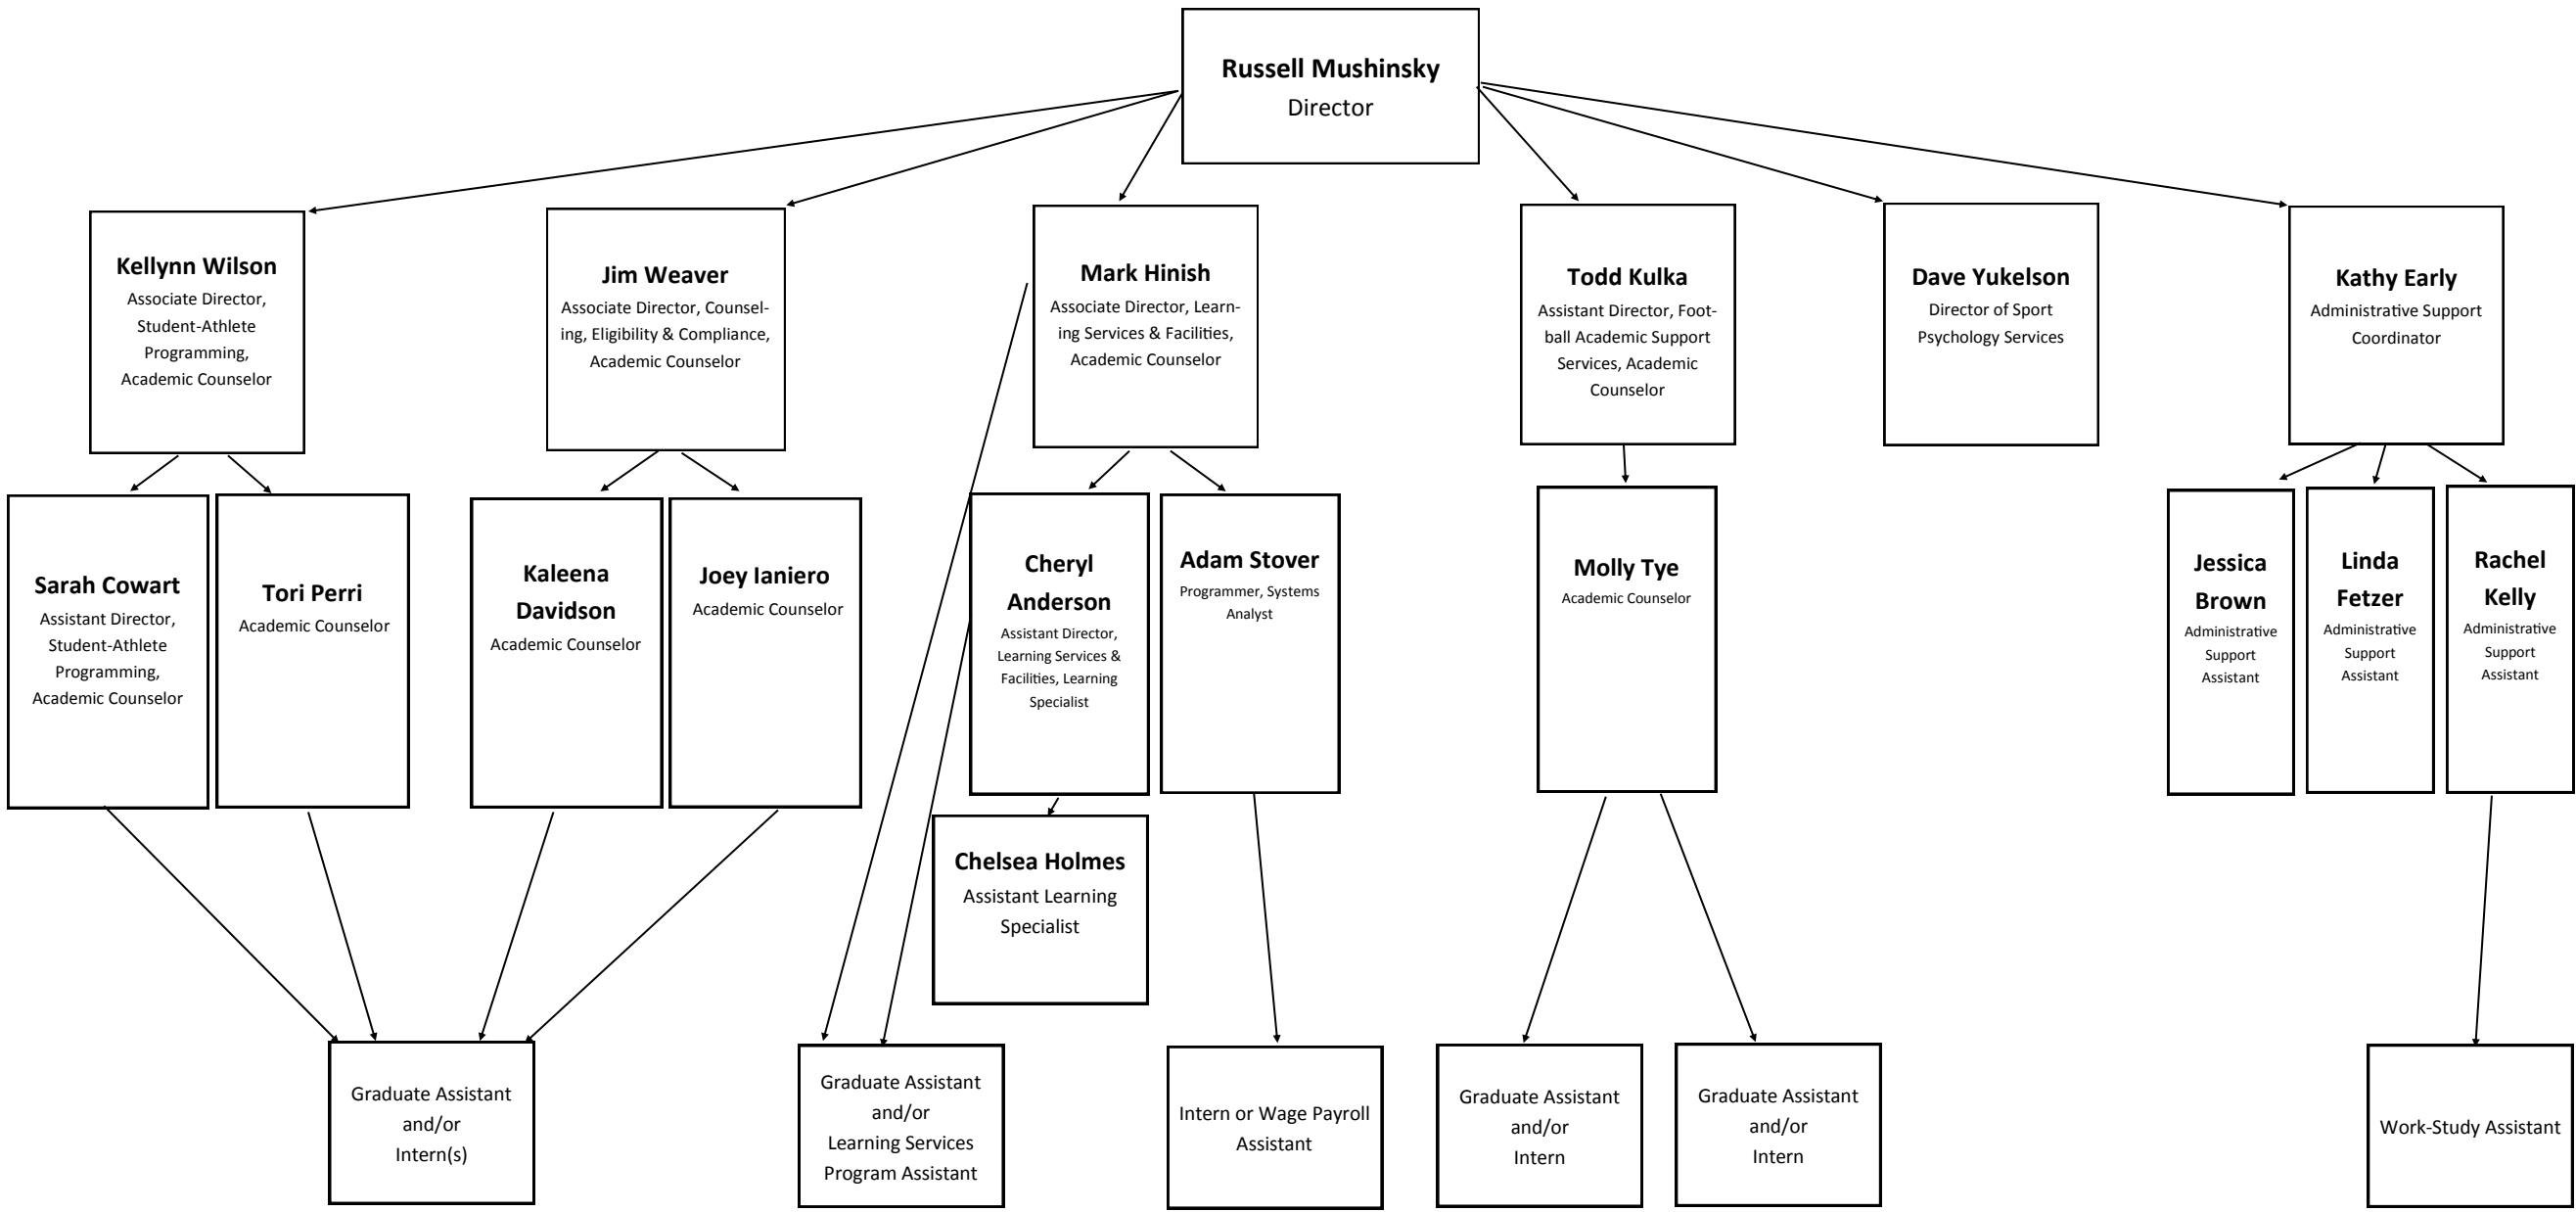 Russell Mushinsky
Director
Kellynn Wilson
Associate Director,
Student-Athlete
Programming,
Academic Counselor
Jim Weaver
Associate Director, Counsel-
ing, Eligibility & Compliance,
Academic Counselor
Mark Hinish
Associate Director, Learn-
ing Services & Facilities,
Academic Counselor
Todd Kulka
Assistant Director, Foot-
ball Academic Support
Services, Academic
Counselor
Dave Yukelson
Director of Sport
Psychology Services
Kathy Early
Administrative Support
Coordinator
Sarah Cowart
Assistant Director,
Student-Athlete
Programming,
Academic Counselor
Tori Perri
Academic Counselor
Kaleena
Davidson
Academic Counselor
Joey Ianiero
Academic Counselor
Cheryl
Anderson
Assistant Director,
Learning Services &
Facilities, Learning
Specialist
Adam Stover
Programmer, Systems
Analyst
Molly Tye
Academic Counselor
Jessica
Brown
Administrative
Support
Assistant
Linda
Fetzer
Administrative
Support
Assistant
Rachel
Kelly
Administrative
Support
Assistant
Chelsea Holmes
Assistant Learning
Specialist
Graduate Assistant
and/or
Intern(s)
Graduate Assistant
and/or
Learning Services
Program Assistant
Intern or Wage Payroll
Assistant
Graduate Assistant
and/or
Intern
Graduate Assistant
and/or
Intern
Work-Study Assistant